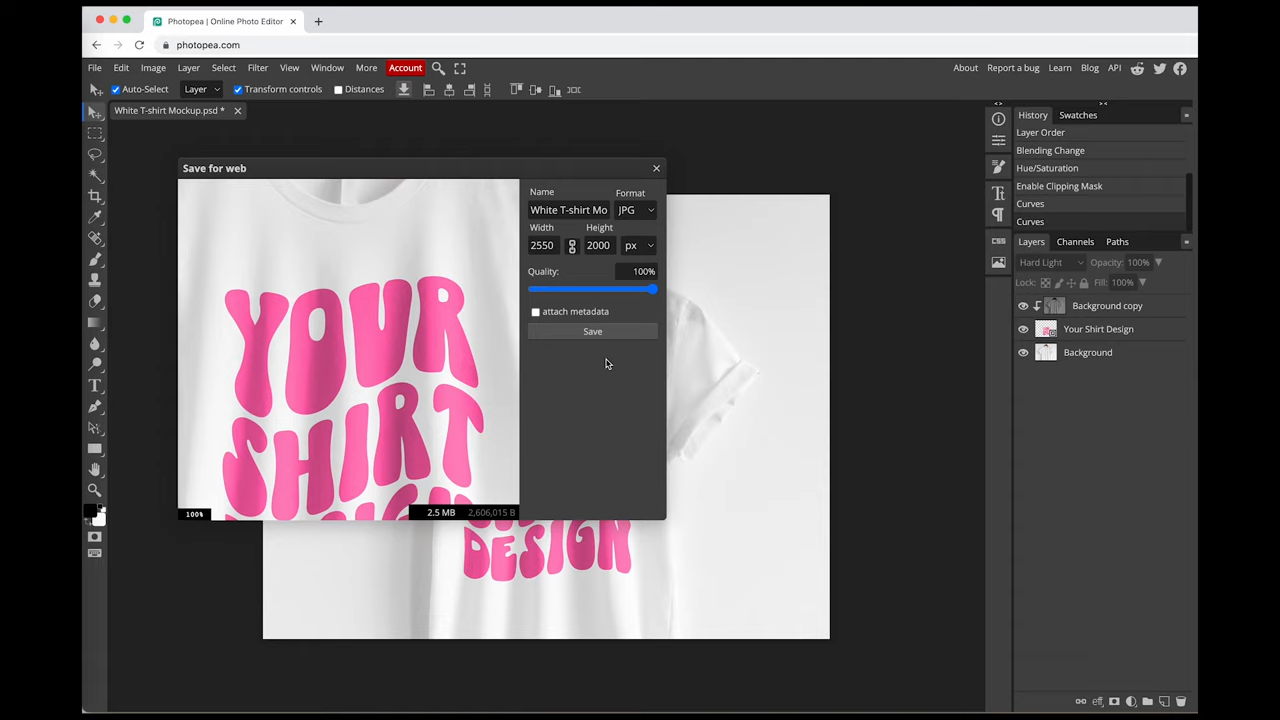 Photopea | Online Photo Editor
photopea.com
File Edit Image Layer Select Filter View Window More Account
About Report a bug Learn Blog API
Auto-Select Layer Transform controls Distances
White T-shirt Mockup.psd *
History Swatches
Layer Order
Blending Change
Hue/Saturation
Enable Clipping Mask
Curves
Curves
Layers Channels Paths
Hard Light Opacity: 100%
Lock: Fill: 100%
Background copy
Your Shirt Design
Background
Save for web
Name Format
White T-shirt Mo JPG
Width Height
2550 2000 px
Quality: 100%
attach metadata
Save
YOUR
SHIRT
DESIGN
100% 2.5 MB 2,606,015 B
DESIGN
CSS
eff